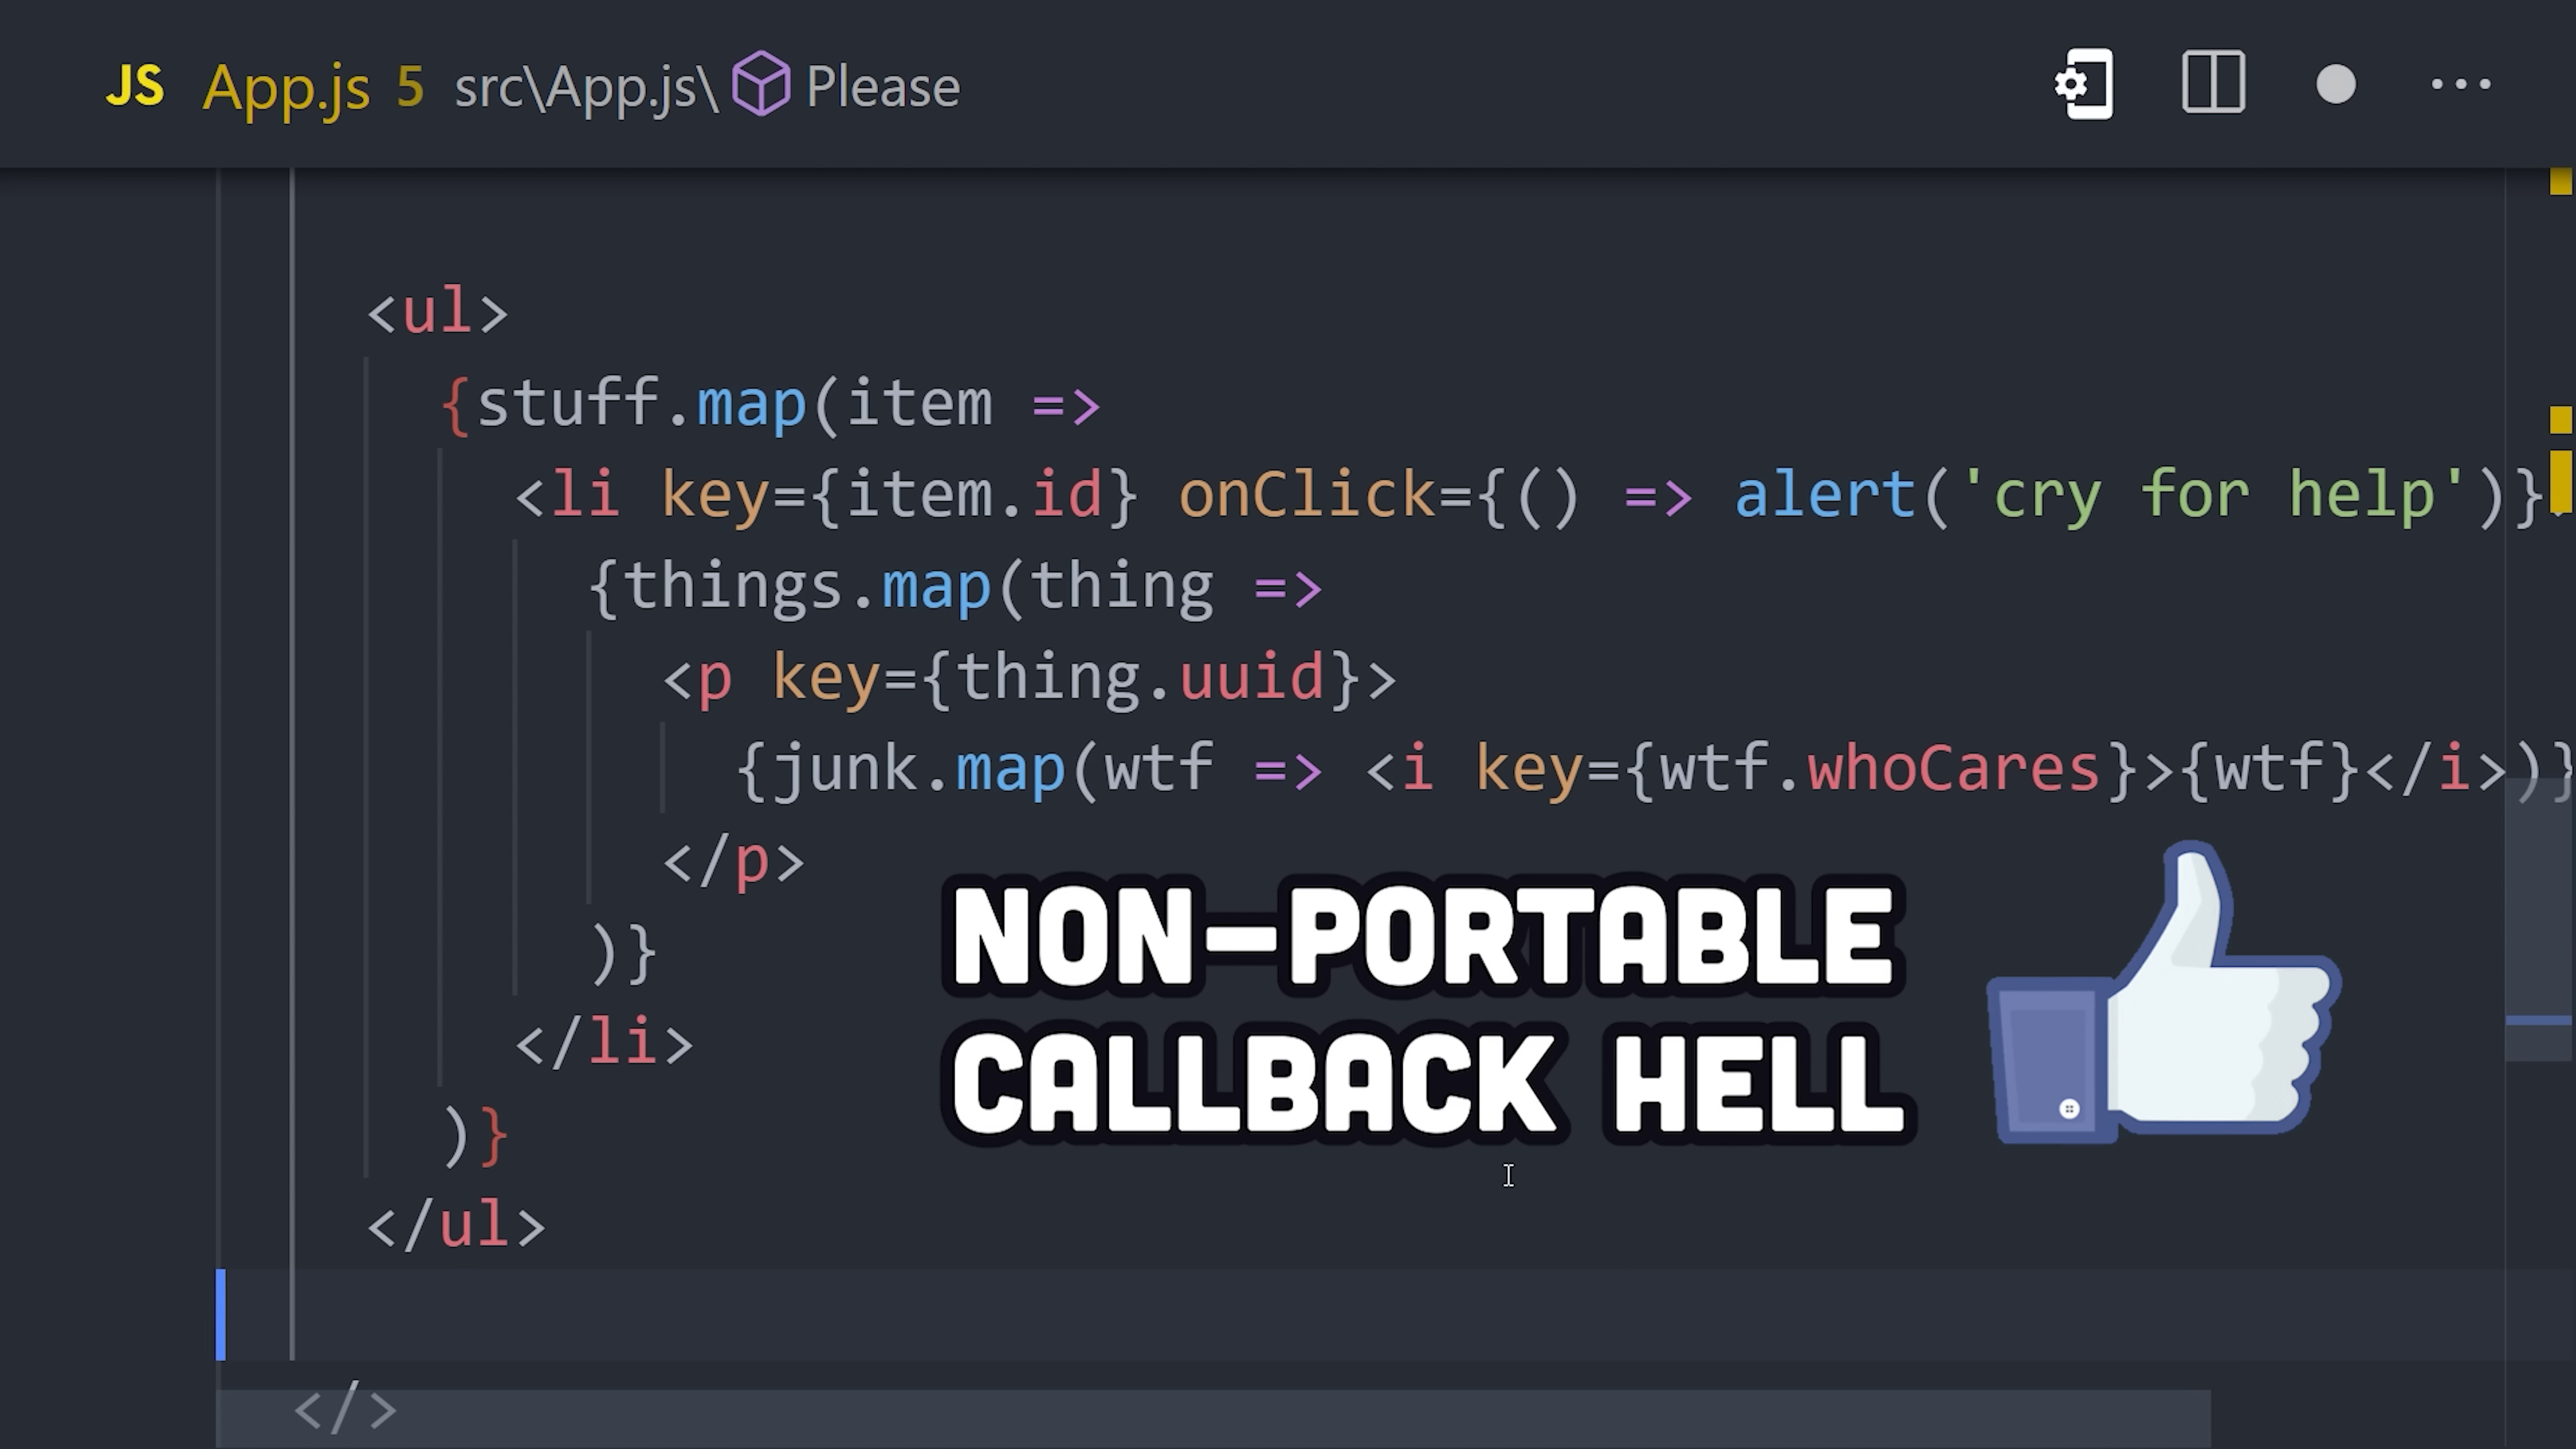 JS App.js 5 src\App.js\ Please
<ul>
{stuff.map(item =>
<li key={item.id} onClick={() => alert('cry for help')}
{things.map(thing =>
<p key={thing.uuid}>
{junk.map(wtf => <i key={wtf.whoCares}>{wtf}</i>)}
</p>
)}
</li>
)}
</ul>
</>
NON-PORTABLE
CALLBACK HELL